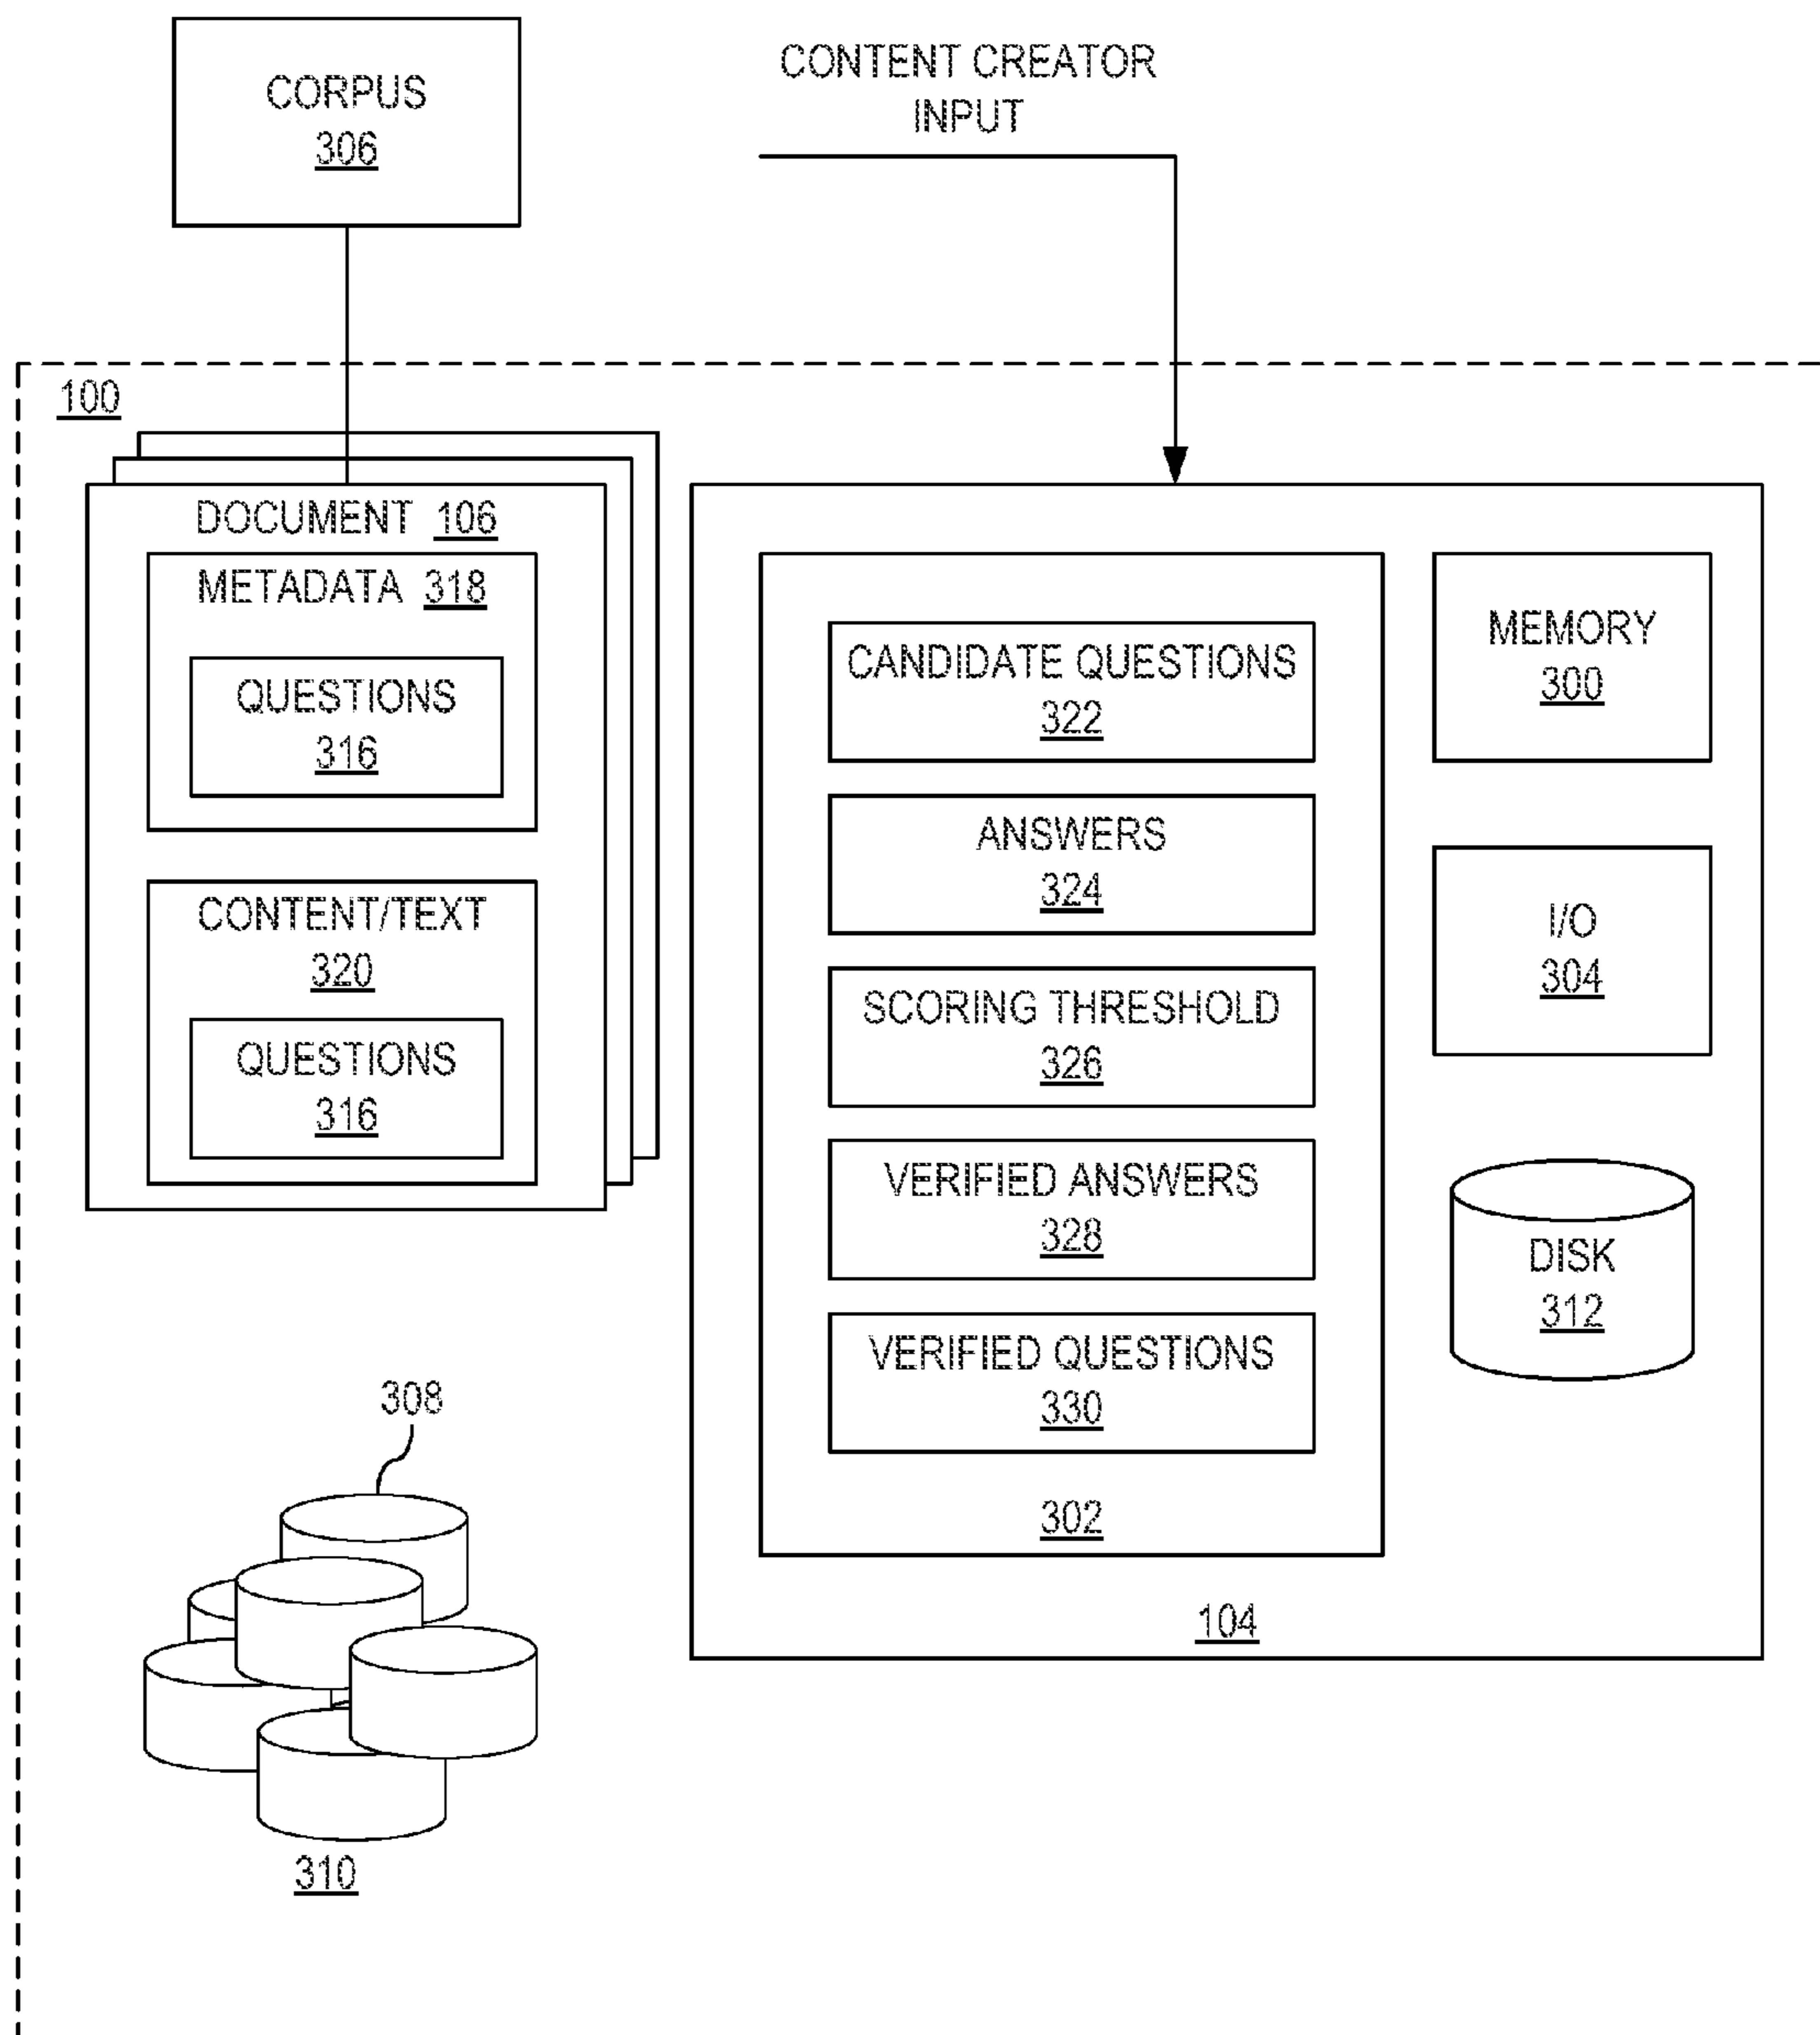 CORPUS
306
CONTENT CREATOR
INPUT
100
DOCUMENT 106
METADATA 318
QUESTIONS
316
CONTENT/TEXT
320
QUESTIONS
316
CANDIDATE QUESTIONS
322
ANSWERS
324
SCORING THRESHOLD
326
VERIFIED ANSWERS
328
VERIFIED QUESTIONS
330
302
MEMORY
300
I/O
304
DISK
312
104
308
310